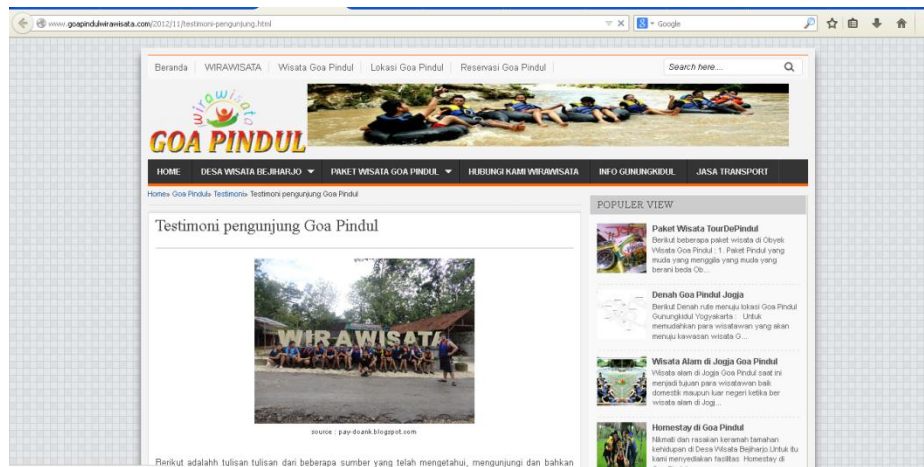 www.goapindulwirawisata.com/2012/11/testimoni-pengunjung.html
Google
Beranda WIRAWISATA Wisata Goa Pindul Lokasi Goa Pindul Reservasi Goa Pindul
Search here....
wirawisata
GOA PINDUL
HOME DESA WISATA BEJIHARJO PAKET WISATA GOA PINDUL HUBUNGI KAMI WIRAWISATA INFO GUNUNGKIDUL JASA TRANSPORT
Home» Goa Pindul» Testimoni» Testimoni pengunjung Goa Pindul
Testimoni pengunjung Goa Pindul
WIRAWISATA
source : pay-doank.blogspot.com
Berikut adalahh tulisan tulisan dari beberapa sumber yang telah mengetahui, mengunjungi dan bahkan
POPULER VIEW
Paket Wisata TourDePindul
Berikut beberapa paket wisata di Obyek
Wisata Goa Pindul : 1. Paket Pindul yang
muda yang menggila yang muda yang
berani beda Ob...
Denah Goa Pindul Jogja
Berikut Denah rute menuju lokasi Goa Pindul
Gunungkidul Yogyakarta : Untuk
memudahkan para wisatawan yang akan
menuju kawasan wisata G...
Wisata Alam di Jogja Goa Pindul
Wisata alam di Jogja Goa Pindul saat ini
menjadi tujuan para wisatawan baik
domestik maupun luar negeri ketika ber
wisata alam di Jogj...
Homestay di Goa Pindul
Nikmati dan rasakan keramah tamahan
kehidupan di Desa Wisata Bejiharjo.Untuk itu
kami menyediakan fasilitas Homestay di